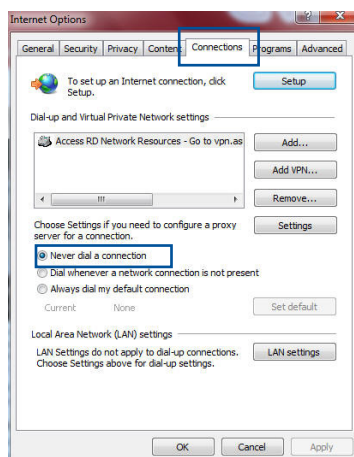 Internet Options
General Security Privacy Content Connections Programs Advanced
To set up an Internet connection, click
Setup.
Setup
Dial-up and Virtual Private Network settings
Access RD Network Resources - Go to vpn.as
Add...
Add VPN...
Remove...
Choose Settings if you need to configure a proxy
server for a connection.
Settings
Never dial a connection
Dial whenever a network connection is not present
Always dial my default connection
Current None
Set default
Local Area Network (LAN) settings
LAN Settings do not apply to dial-up connections.
Choose Settings above for dial-up settings.
LAN settings
OK Cancel Apply